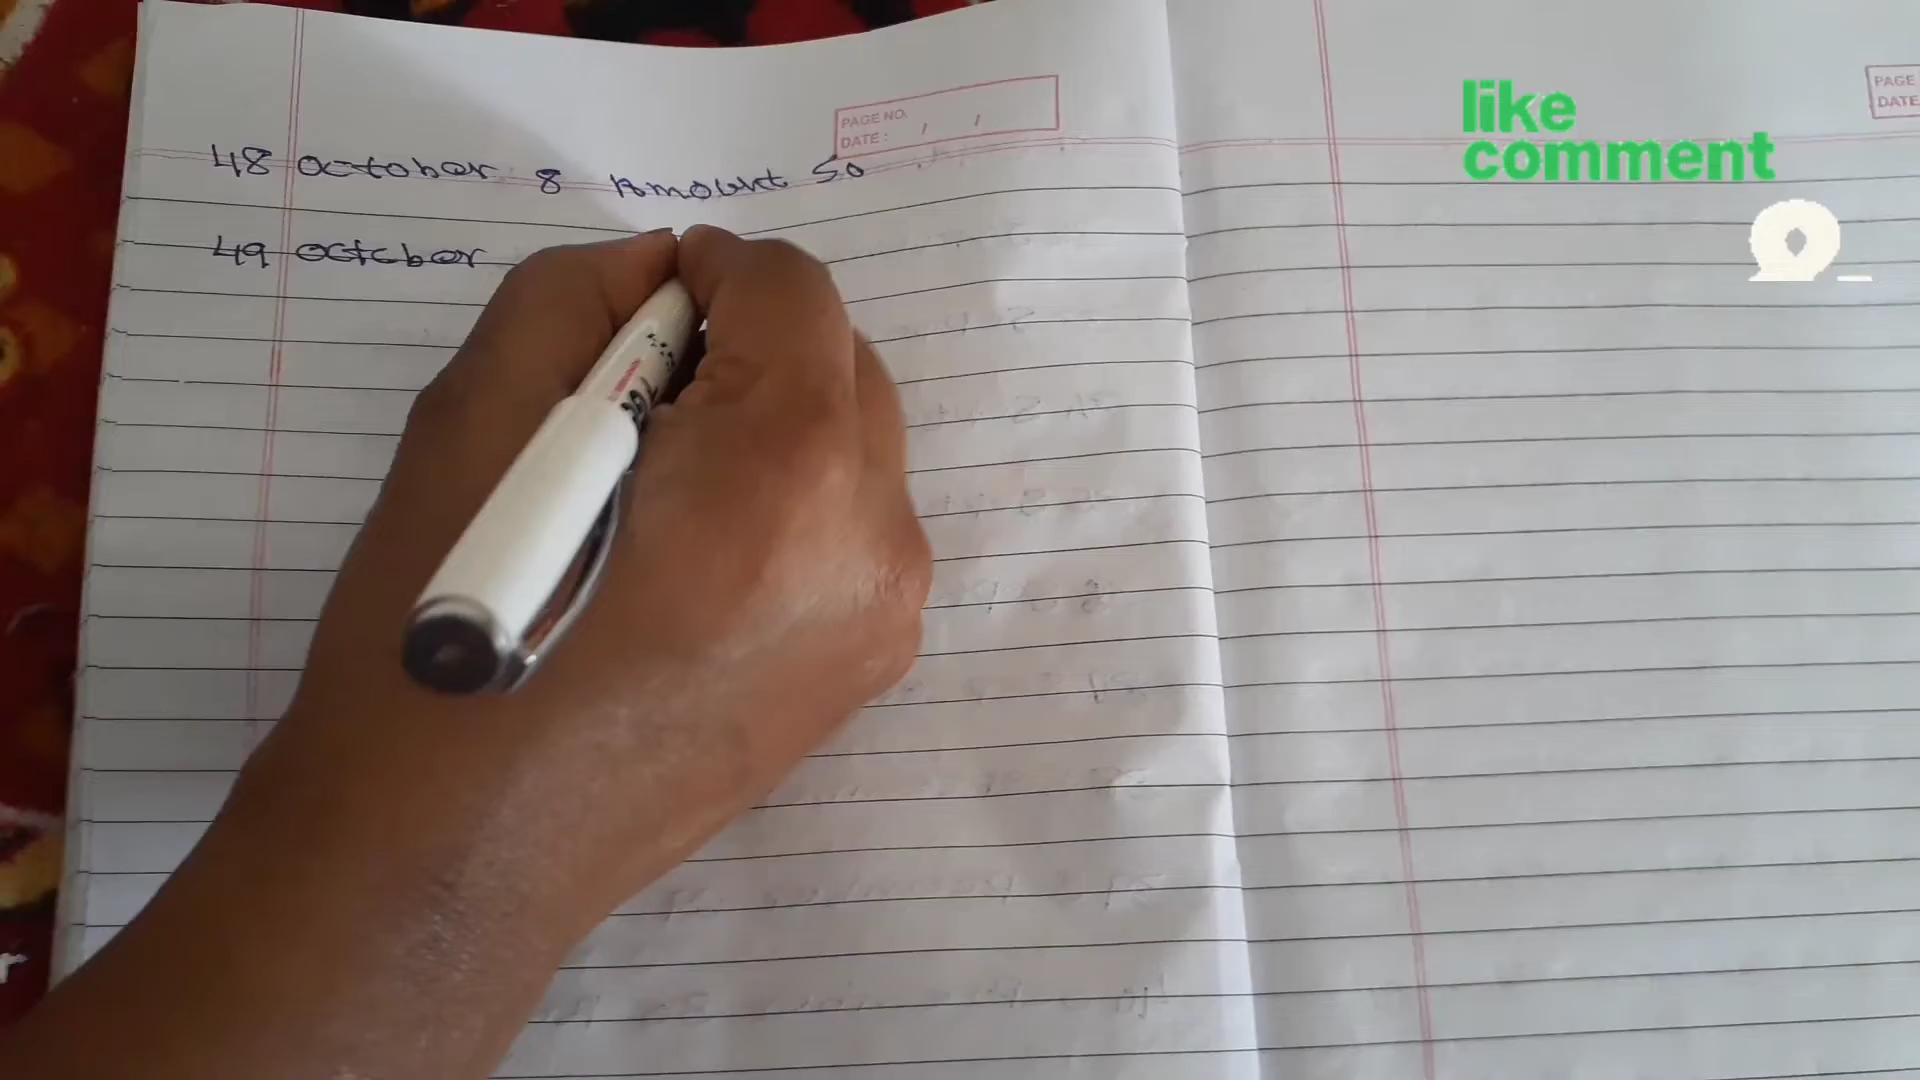 PAGE NO.
DATE: / /
48 october 8 Amount 50
49 october
like
comment
PAGE
DATE